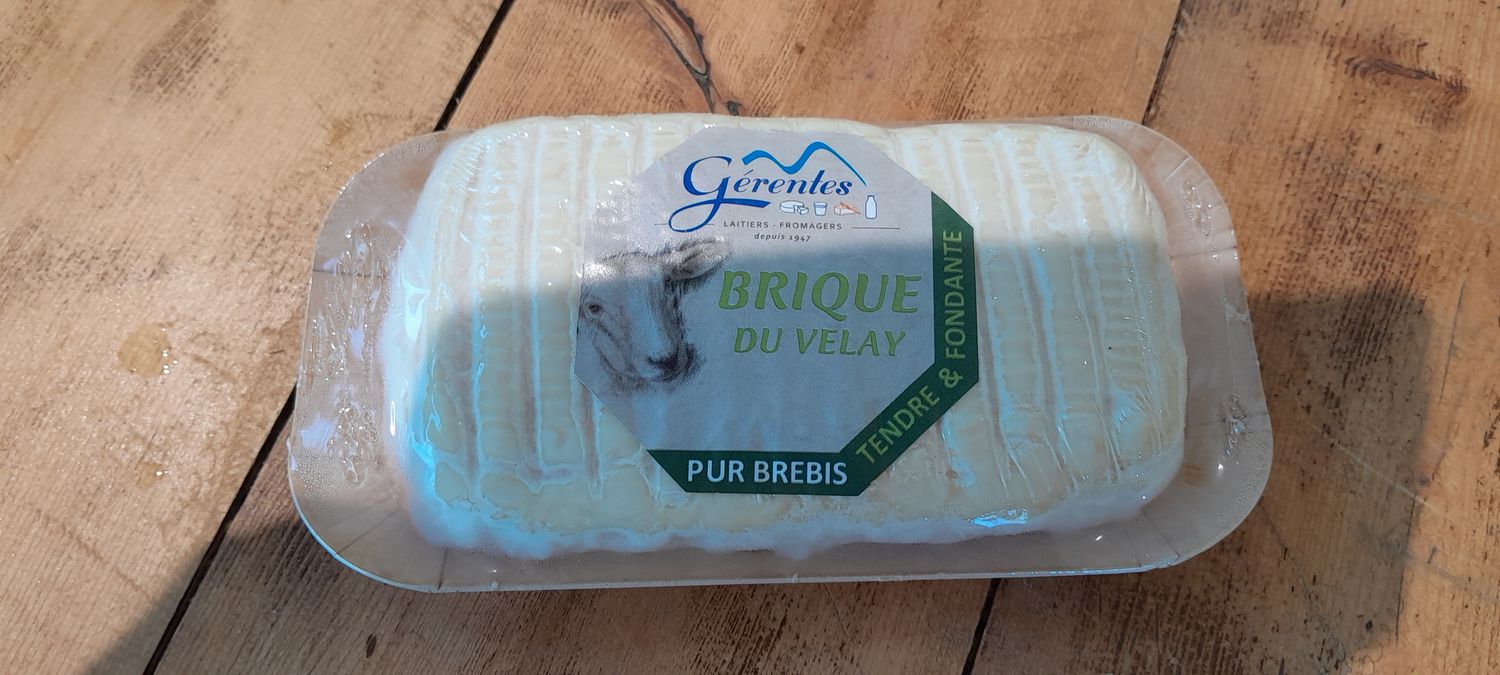 Gérentes
LAITIERS - FROMAGERS
depuis 1947
BRIQUE
DU VELAY
TENDRE & FONDANTE
PUR BREBIS